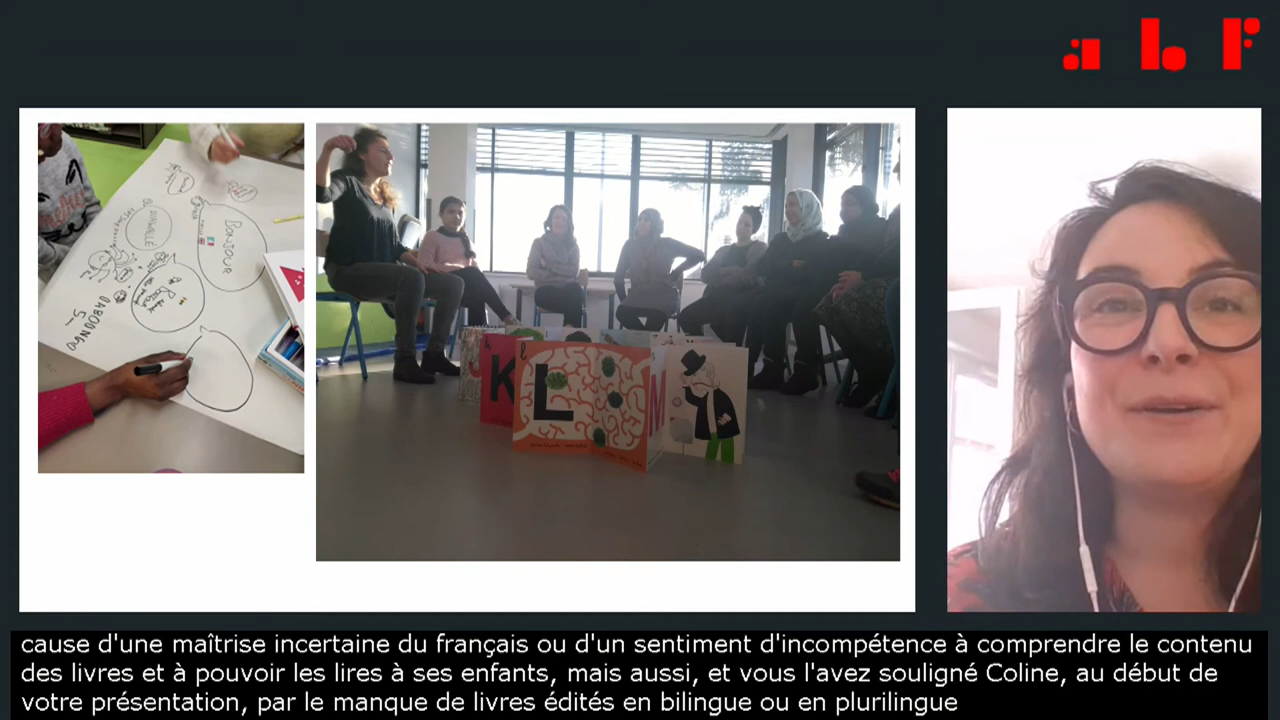 abF
BONJOUR
K
L
M
cause d'une maîtrise incertaine du français ou d'un sentiment d'incompétence à comprendre le contenu
des livres et à pouvoir les lires à ses enfants, mais aussi, et vous l'avez souligné Coline, au début de
votre présentation, par le manque de livres édités en bilingue ou en plurilingue